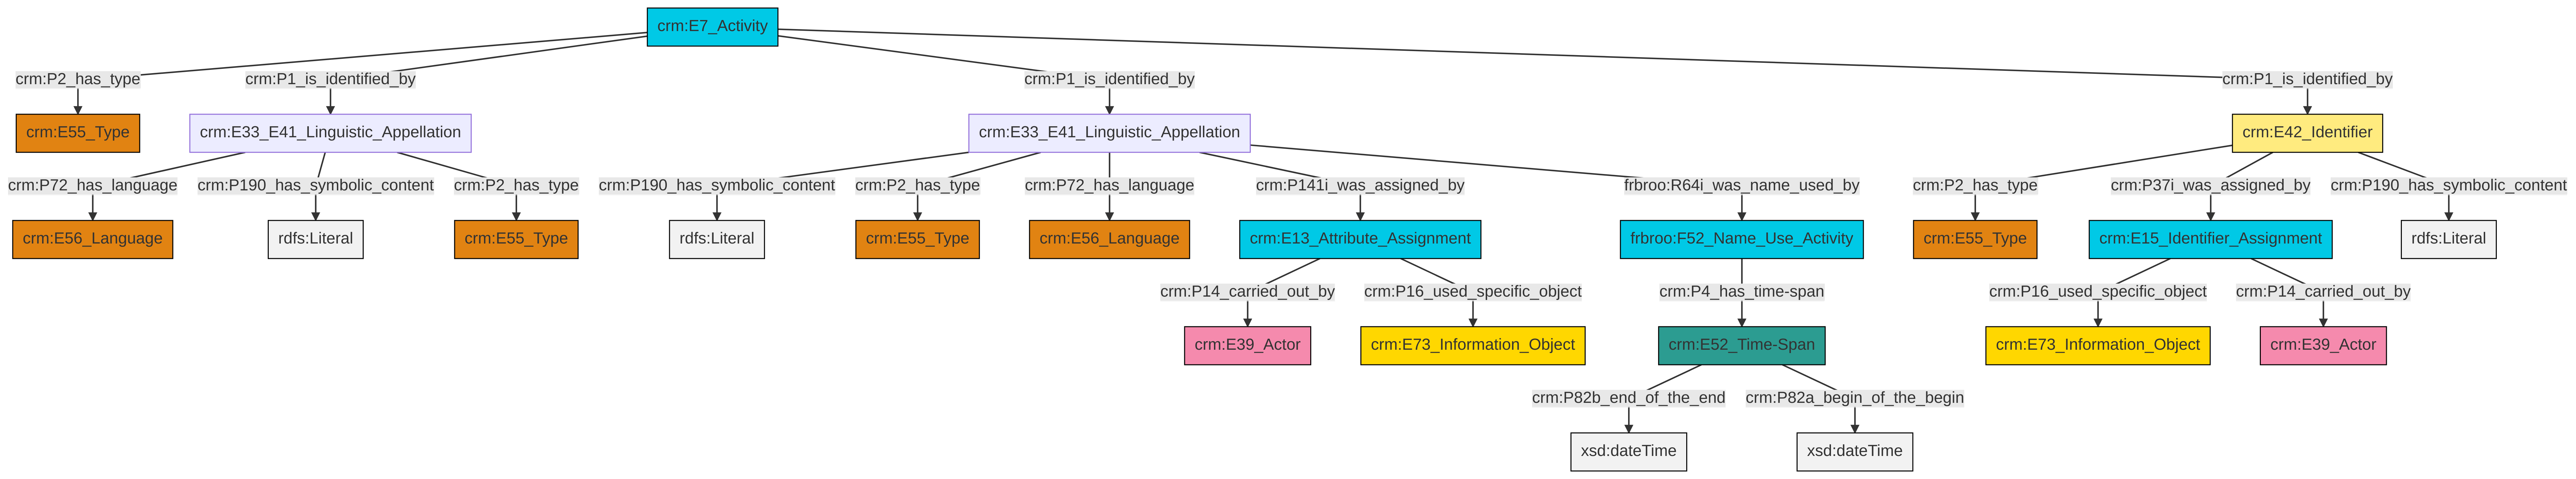 crm:E7_Activity
crm:P2_has_type
crm:P1_is_identified_by
crm:P1_is_identified_by
crm:P1_is_identified_by
crm:E55_Type
crm:E33_E41_Linguistic_Appellation
crm:E33_E41_Linguistic_Appellation
crm:E42_Identifier
crm:P72_has_language
crm:P190_has_symbolic_content
crm:P2_has_type
crm:P190_has_symbolic_content
crm:P2_has_type
crm:P72_has_language
crm:P141i_was_assigned_by
frbroo:R64i_was_name_used_by
crm:P2_has_type
crm:P37i_was_assigned_by
crm:P190_has_symbolic_content
crm:E56_Language
rdfs:Literal
crm:E55_Type
rdfs:Literal
crm:E55_Type
crm:E56_Language
crm:E13_Attribute_Assignment
frbroo:F52_Name_Use_Activity
crm:E55_Type
crm:E15_Identifier_Assignment
rdfs:Literal
crm:P14_carried_out_by
crm:P16_used_specific_object
crm:P4_has_time-span
crm:P16_used_specific_object
crm:P14_carried_out_by
crm:E39_Actor
crm:E73_Information_Object
crm:E52_Time-Span
crm:E73_Information_Object
crm:E39_Actor
crm:P82b_end_of_the_end
crm:P82a_begin_of_the_begin
xsd:dateTime
xsd:dateTime